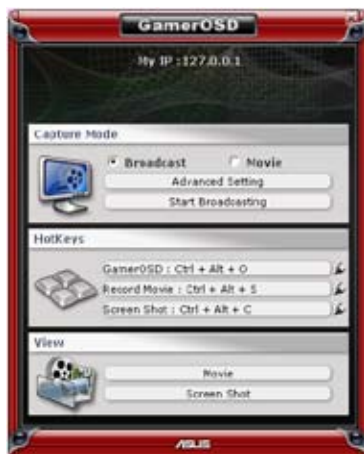 GamerOSD
My IP :127.0.0.1
Capture Mode
Broadcast
Movie
Advanced Setting
Start Broadcasting
HotKeys
GamerOSD : Ctrl + Alt + O
Record Movie : Ctrl + Alt + S
Screen Shot : Ctrl + Alt + C
View
Movie
Screen Shot
ASUS